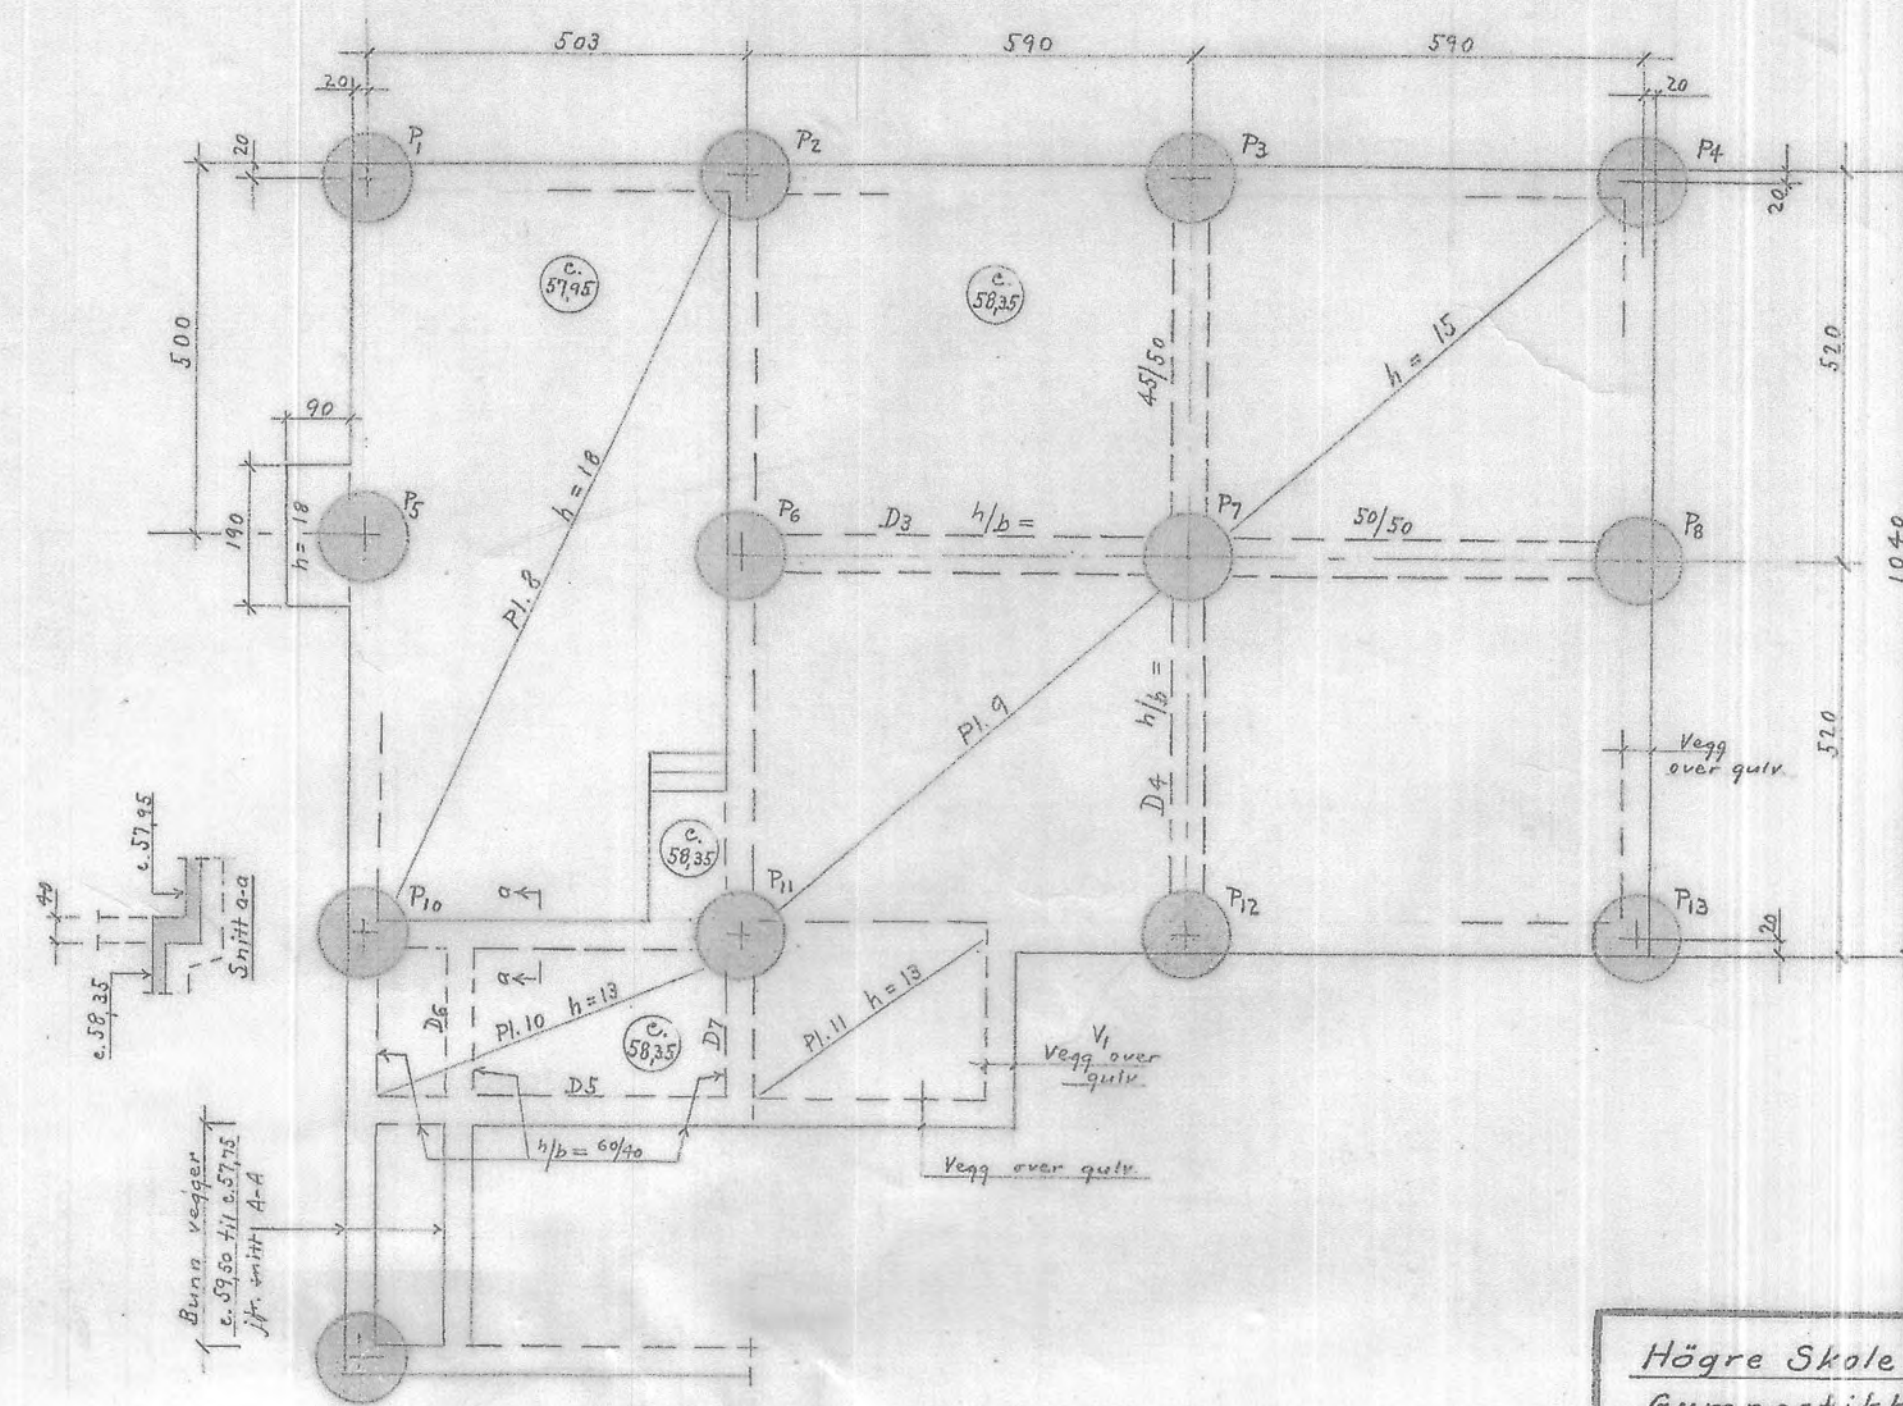 503
590
590
20
20
20
P1
P2
P3
P4
20
c.
57,95
c.
58,35
500
45/50
h = 15
520
90
h = 18
190
h = 18
P5
P6
D3 h/b =
P7
50/50
P8
1040
Pl. 8
Pl. 9
h/b =
D4
520
Vegg
over gulv.
c. 57,95
40
Snitt a-a
c. 58,35
c.
58,35
P10
a
P11
P12
P13
20
a
D6
Pl. 10 h = 13
c.
58,35
D7
Pl. 11 h = 13
V1
Vegg over
gulv.
D5
h/b = 60/40
Vegg over gulv.
Bunn vegger
c. 59,50 til c. 57,75
jfr. snitt A-A
Högre Skole